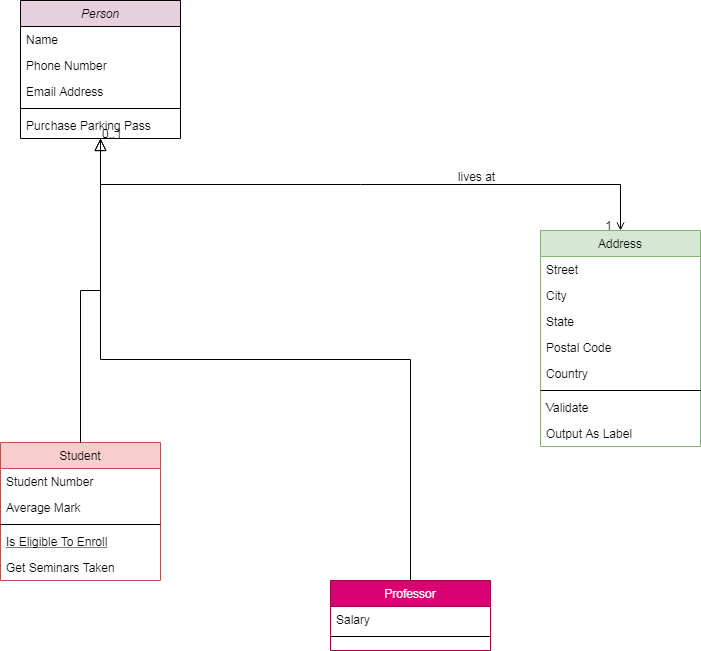 Person
Name
Phone Number
Email Address
Purchase Parking Pass
0..1
lives at
1
Address
Street
City
State
Postal Code
Country
Validate
Output As Label
Student
Student Number
Average Mark
Is Eligible To Enroll
Get Seminars Taken
Professor
Salary